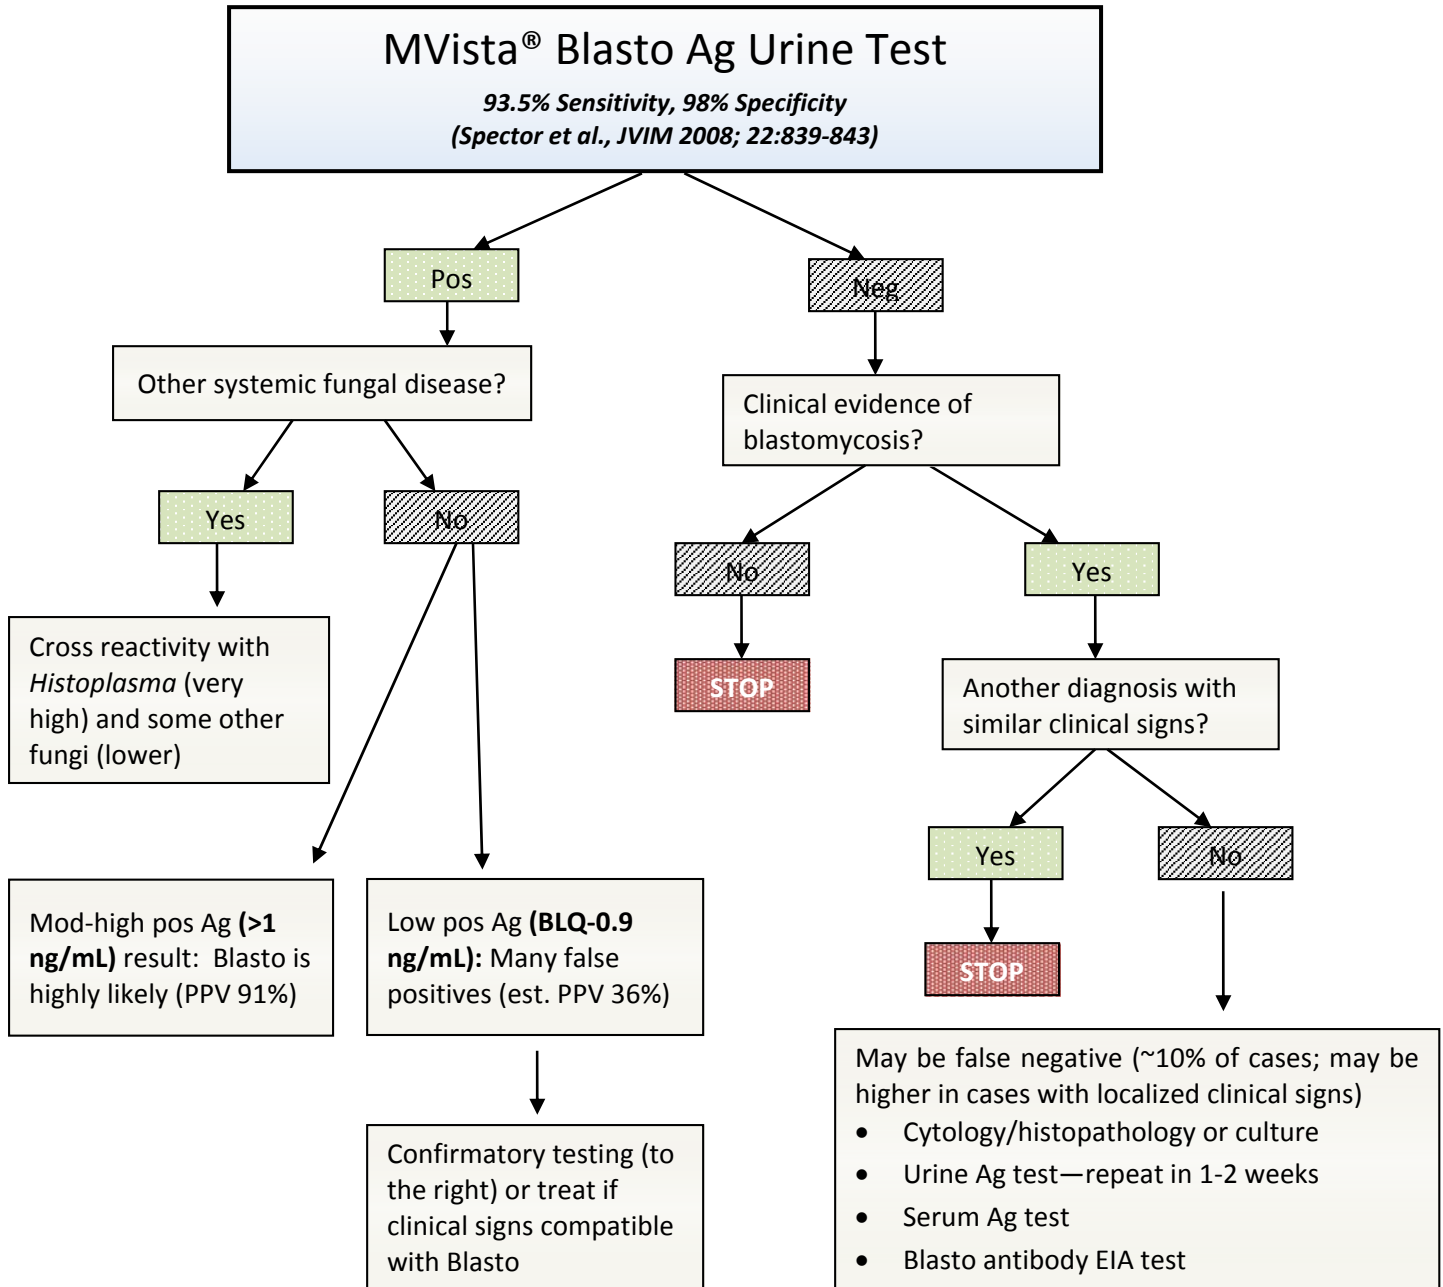 MVista® Blasto Ag Urine Test
93.5% Sensitivity, 98% Specificity
(Spector et al., JVIM 2008; 22:839-843)
Pos
Neg
Other systemic fungal disease?
Clinical evidence of
blastomycosis?
Yes
No
No
Yes
Cross reactivity with
Histoplasma (very
high) and some other
fungi (lower)
STOP
Another diagnosis with
similar clinical signs?
Yes
No
Mod-high pos Ag (>1
ng/mL) result:  Blasto is
highly likely (PPV 91%)
Low pos Ag (BLQ-0.9
ng/mL): Many false
positives (est. PPV 36%)
STOP
May be false negative (~10% of cases; may be
higher in cases with localized clinical signs)
• Cytology/histopathology or culture
• Urine Ag test—repeat in 1-2 weeks
• Serum Ag test
• Blasto antibody EIA test
Confirmatory testing (to
the right) or treat if
clinical signs compatible
with Blasto